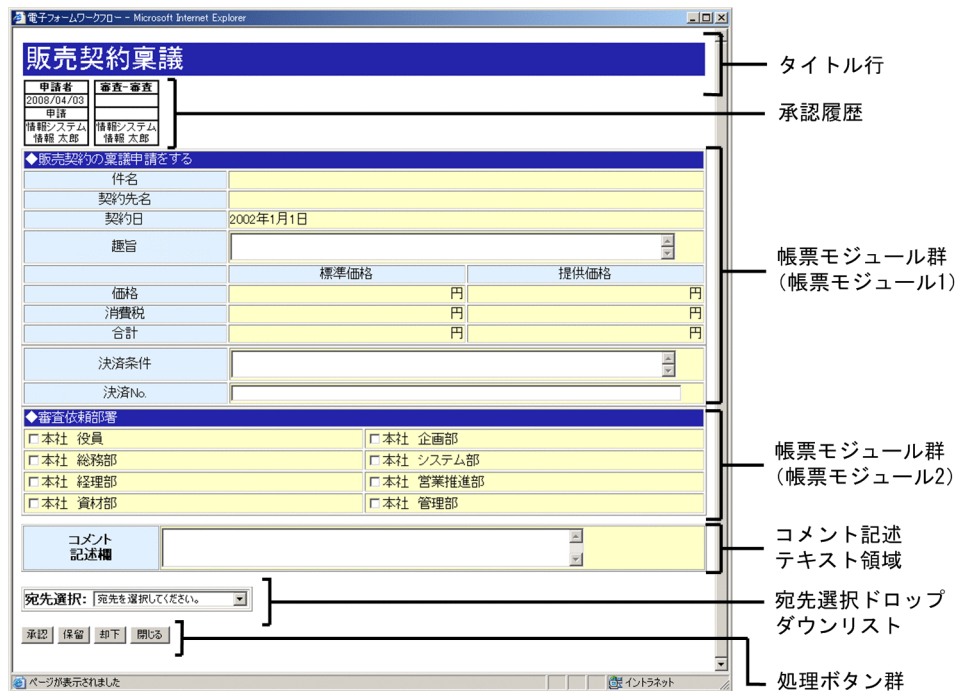 電子フォームワークフロー - Microsoft Internet Explorer
販売契約稟議
タイトル行
申請者 審査-審査
2008/04/03
申請
情報システム 情報システム
情報 太郎 情報 太郎
承認履歴
◆販売契約の稟議申請をする
件名
契約先名
契約日 2002年1月1日
趣旨
標準価格 提供価格
価格 円 円
消費税 円 円
合計 円 円
決済条件
決済No.
帳票モジュール群
(帳票モジュール1)
◆審査依頼部署
本社 役員 本社 企画部
本社 総務部 本社 システム部
本社 経理部 本社 営業推進部
本社 資材部 本社 管理部
帳票モジュール群
(帳票モジュール2)
コメント
記述欄
コメント記述
テキスト領域
宛先選択: 宛先を選択してください。
宛先選択ドロップ
ダウンリスト
承認 保留 却下 閉じる
処理ボタン群
ページが表示されました イントラネット